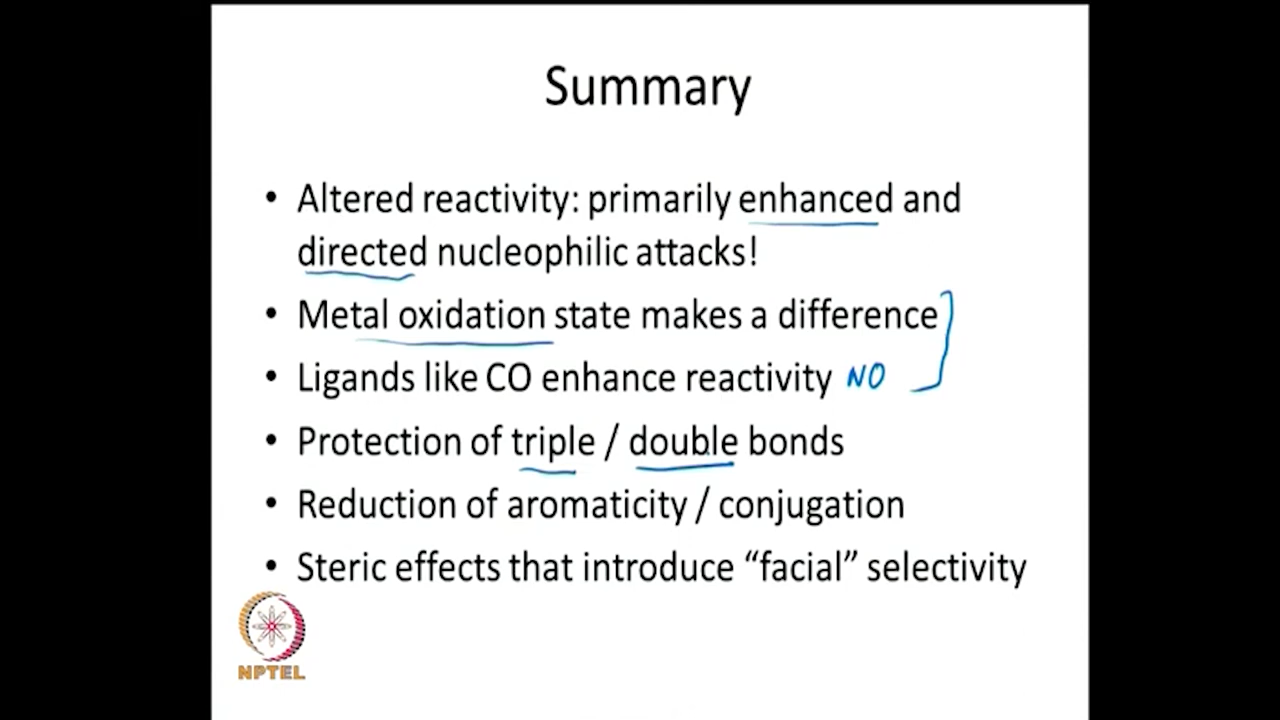 Summary
• Altered reactivity: primarily enhanced and
directed nucleophilic attacks!
• Metal oxidation state makes a difference
• Ligands like CO enhance reactivity NO
• Protection of triple / double bonds
• Reduction of aromaticity / conjugation
• Steric effects that introduce “facial” selectivity
NPTEL